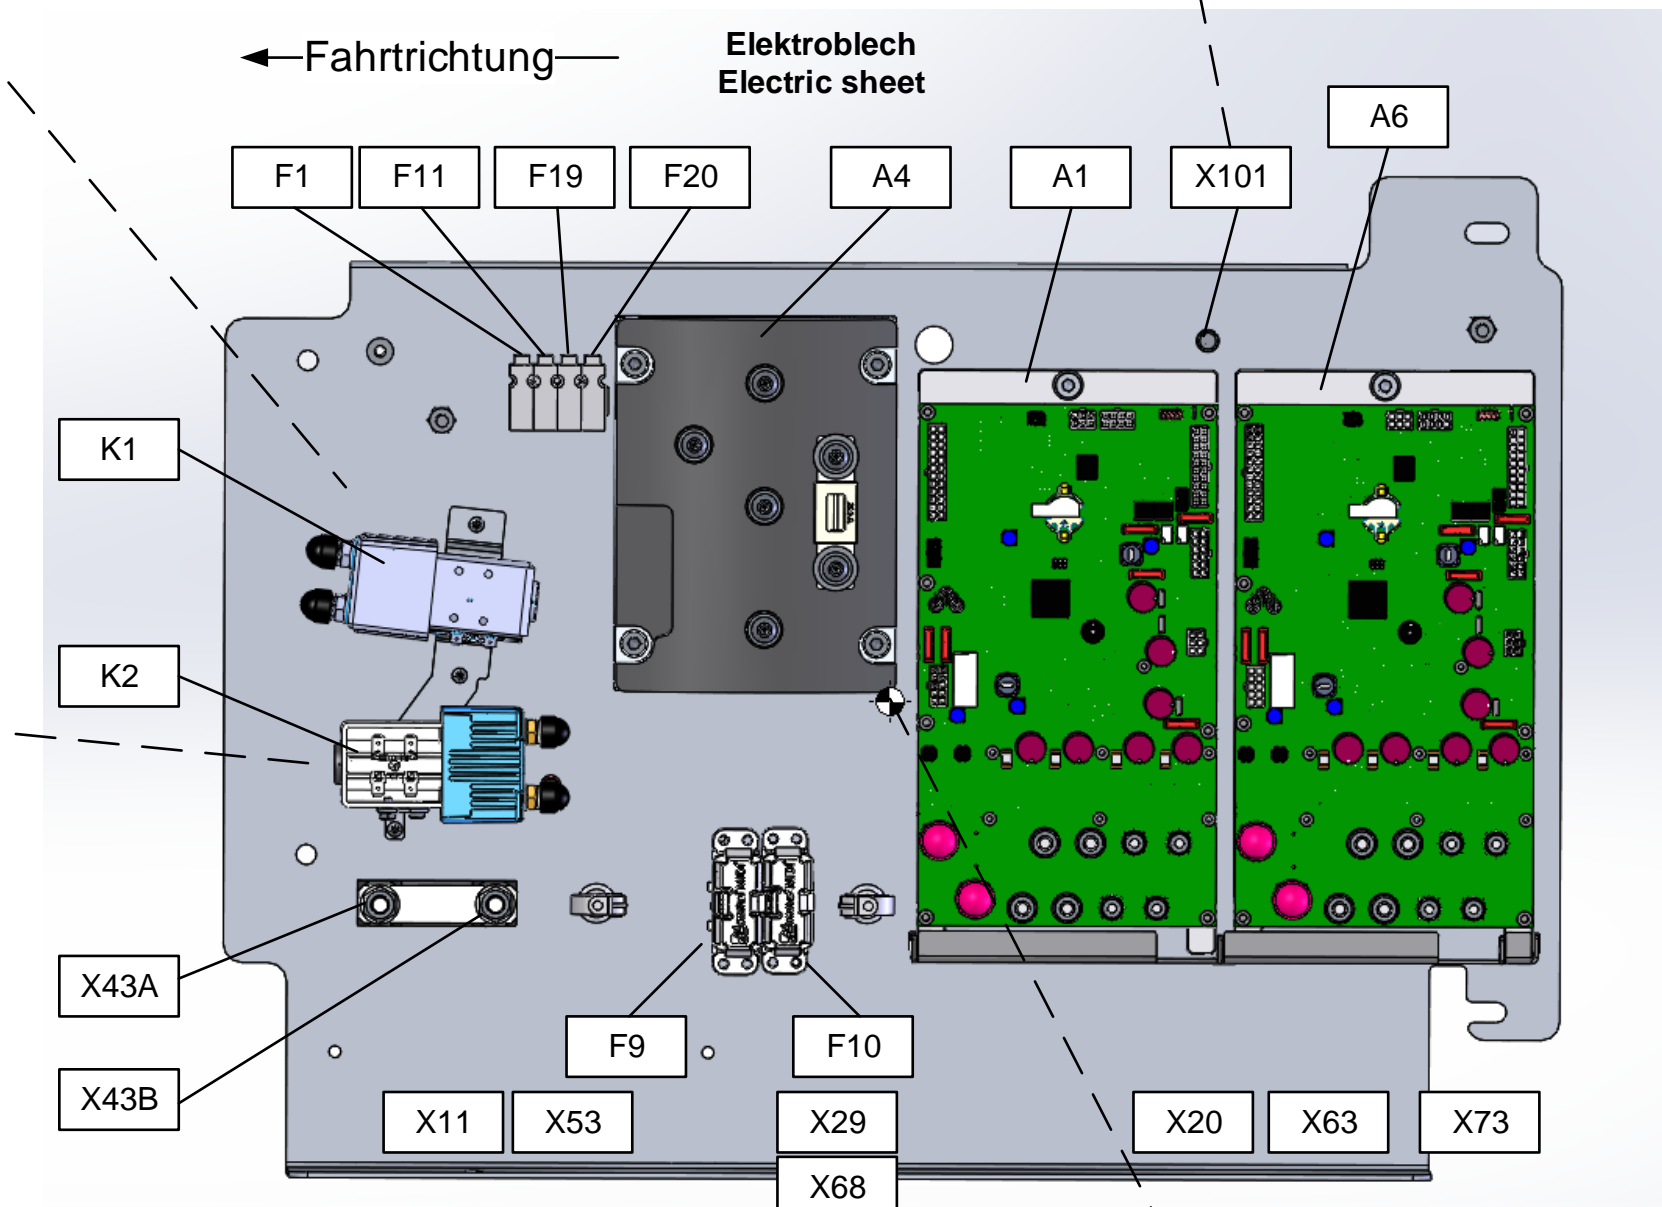 Fahrtrichtung
Elektroblech
Electric sheet
A6
F1
F11
F19
F20
A4
A1
X101
K1
K2
X43A
F9
F10
X43B
X11
X53
X29
X20
X63
X73
X68